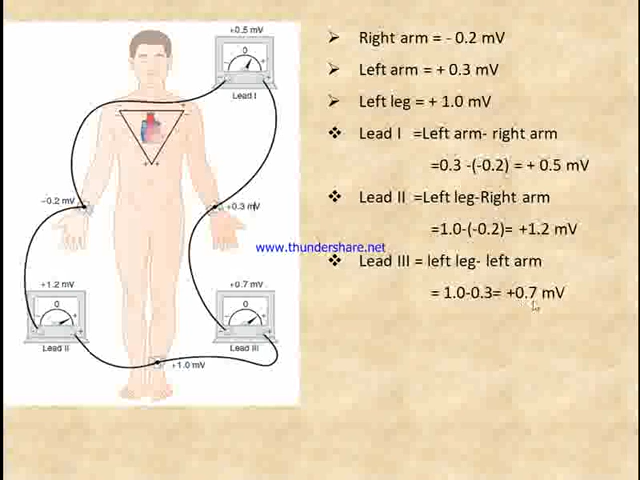 +0.5 mV
0
- +
Lead I
- +
- +
+ +
−0.2 mV
+0.3 mV
+1.2 mV
0
- +
Lead II
+0.7 mV
0
- +
Lead III
+1.0 mV
www.thundershare.net
➢ Right arm = - 0.2 mV
➢ Left arm = + 0.3 mV
➢ Left leg = + 1.0 mV
❖ Lead I =Left arm- right arm
=0.3 -(-0.2) = + 0.5 mV
❖ Lead II =Left leg-Right arm
=1.0-(-0.2)= +1.2 mV
❖ Lead III = left leg- left arm
= 1.0-0.3= +0.7 mV